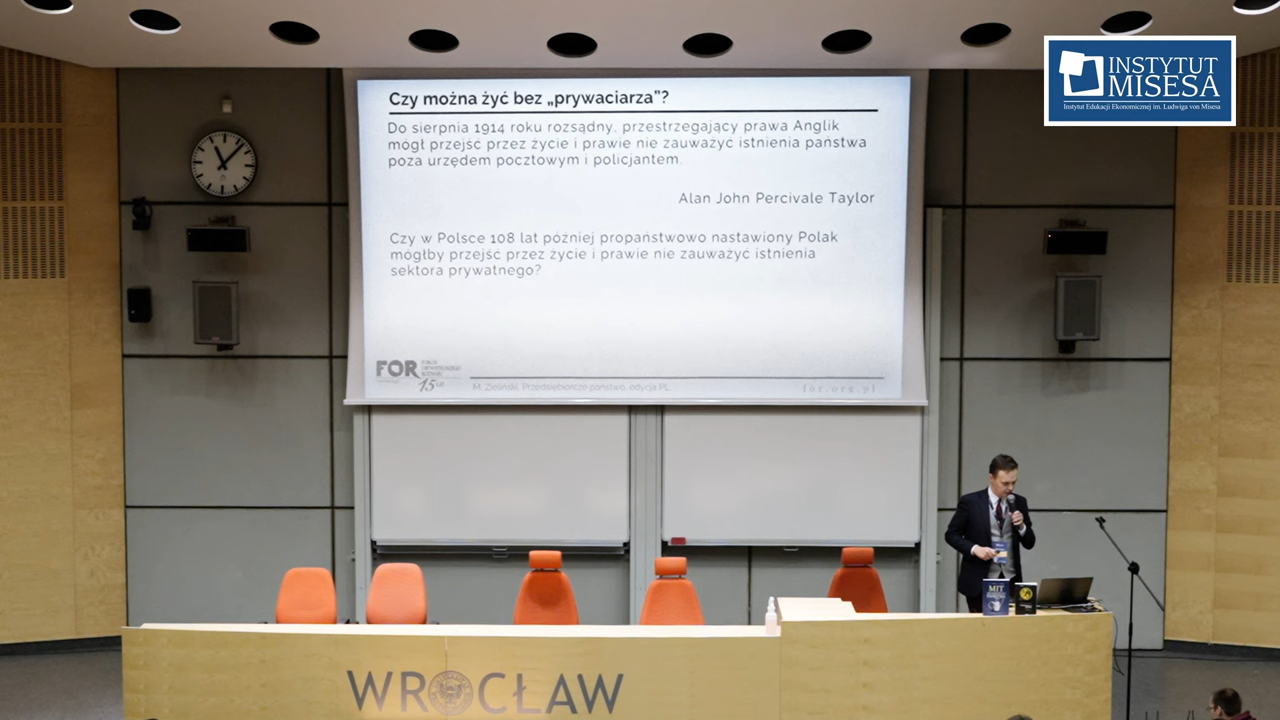 INSTYTUT
MISESA
Instytut Edukacji Ekonomicznej im. Ludwiga von Misesa
Czy można żyć bez „prywaciarza”?
Do sierpnia 1914 roku rozsądny, przestrzegający prawa Anglik
mógł przejść przez życie i prawie nie zauważyć istnienia państwa
poza urzędem pocztowym i policjantem.
Alan John Percivale Taylor
Czy w Polsce 108 lat później propaństwowo nastawiony Polak
mógłby przejść przez życie i prawie nie zauważyć istnienia
sektora prywatnego?
FOR
15 lat
M. Zieliński, Przedsiębiorcze państwo, edycja PL
for.org.pl
MIT
WROCŁAW